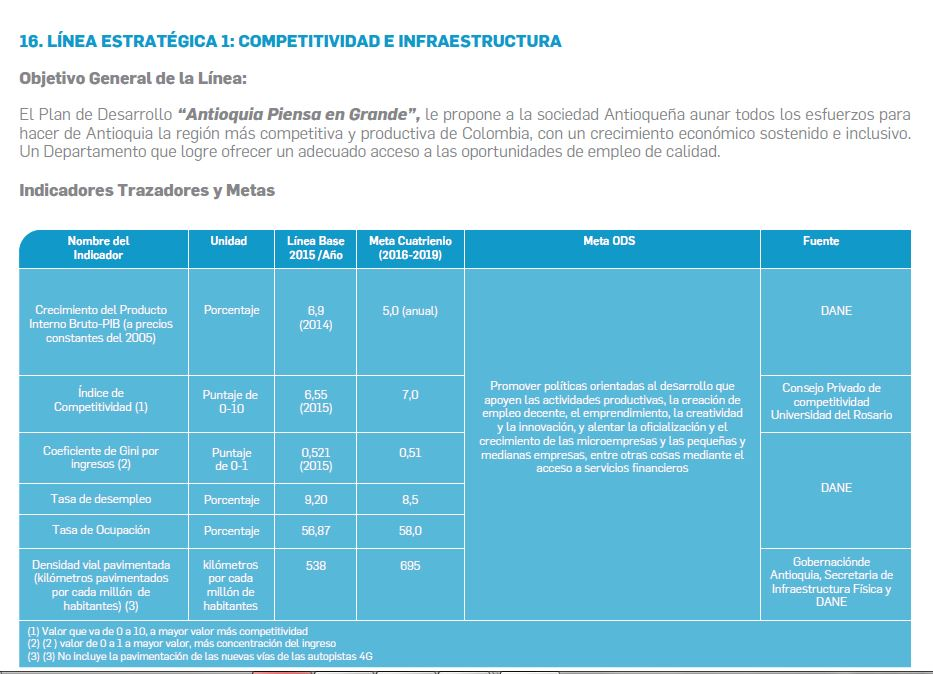 16. LÍNEA ESTRATÉGICA 1: COMPETITIVIDAD E INFRAESTRUCTURA
Objetivo General de la Línea:
El Plan de Desarrollo “Antioquia Piensa en Grande”, le propone a la sociedad Antioqueña aunar todos los esfuerzos para
hacer de Antioquia la región más competitiva y productiva de Colombia, con un crecimiento económico sostenido e inclusivo.
Un Departamento que logre ofrecer un adecuado acceso a las oportunidades de empleo de calidad.
Indicadores Trazadores y Metas
Nombre del
Indicador
Unidad
Línea Base
2015 /Año
Meta Cuatrienio
(2016-2019)
Meta ODS
Fuente
Crecimiento del Producto
Interno Bruto-PIB (a precios
constantes del 2005)
Porcentaje
6,9
(2014)
5,0 (anual)
DANE
Índice de
Competitividad (1)
Puntaje de
0-10
6,55
(2015)
7,0
Promover políticas orientadas al desarrollo que
apoyen las actividades productivas, la creación de
empleo decente, el emprendimiento, la creatividad
y la innovación, y alentar la oficialización y el
crecimiento de las microempresas y las pequeñas y
medianas empresas, entre otras cosas mediante el
acceso a servicios financieros
Consejo Privado de
competitividad
Universidad del Rosario
Coeficiente de Gini por
ingresos (2)
Puntaje
de 0-1
0,521
(2015)
0,51
DANE
Tasa de desempleo
Porcentaje
9,20
8,5
Tasa de Ocupación
Porcentaje
56,87
58,0
Densidad vial pavimentada
(kilómetros pavimentados
por cada millón de
habitantes) (3)
kilómetros
por cada
millón de
habitantes
538
695
Gobernaciónde
Antioquia, Secretaria de
Infraestructura Física y
DANE
(1) Valor que va de 0 a 10, a mayor valor más competitividad
(2) (2 ) valor de 0 a 1 a mayor valor, más concentración del ingreso
(3) (3) No incluye la pavimentación de las nuevas vías de las autopistas 4G